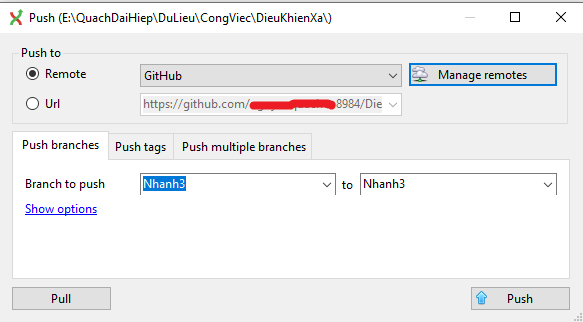 Push (E:\QuachDaiHiep\DuLieu\CongViec\DieuKhienXa\)
Push to
Remote
GitHub
Manage remotes
Url
https://github.com/ 8984/Die
Push branches
Push tags
Push multiple branches
Branch to push
Nhanh3
to
Nhanh3
Show options
Pull
Push